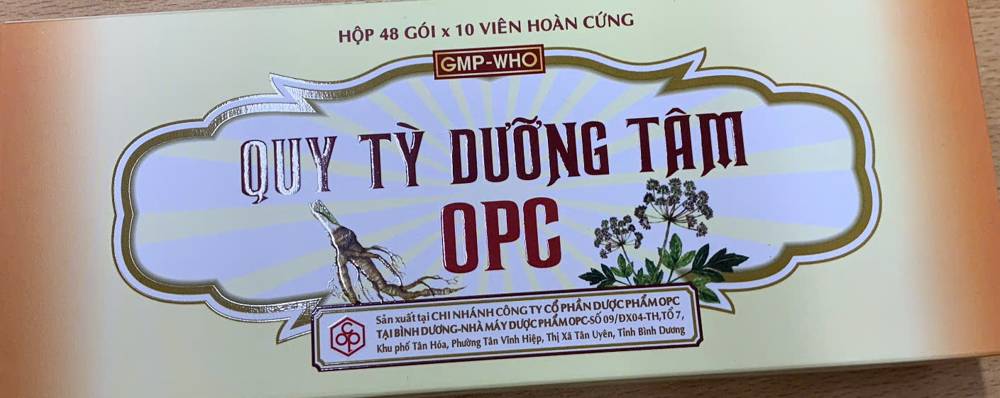 HỘP 48 GÓI x 10 VIÊN HOÀN CỨNG
GMP-WHO
QUY TỲ DƯỠNG TÂM
OPC
Sản xuất tại CHI NHÁNH CÔNG TY CỔ PHẦN DƯỢC PHẨM OPC
TẠI BÌNH DƯƠNG-NHÀ MÁY DƯỢC PHẨM OPC-SỐ 09/ĐX04-TH,TỔ 7,
Khu phố Tân Hóa, Phường Tân Vĩnh Hiệp, Thị Xã Tân Uyên, Tỉnh Bình Dương
OPC